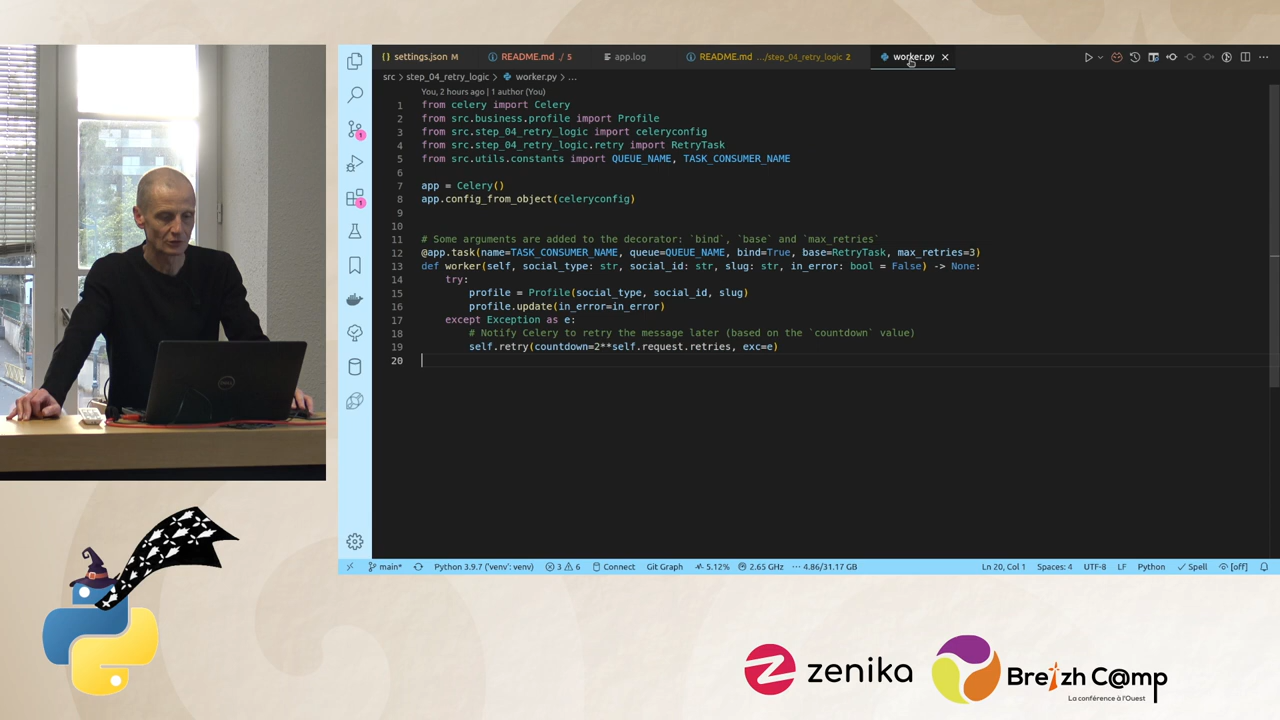 settings.json M
README.md ./ 5
app.log
README.md .../step_04_retry_logic 2
worker.py
src > step_04_retry_logic > worker.py > ...
You, 2 hours ago | 1 author (You)
1 from celery import Celery
2 from src.business.profile import Profile
3 from src.step_04_retry_logic import celeryconfig
4 from src.step_04_retry_logic.retry import RetryTask
5 from src.utils.constants import QUEUE_NAME, TASK_CONSUMER_NAME
6
7 app = Celery()
8 app.config_from_object(celeryconfig)
9
10
11 # Some arguments are added to the decorator: `bind`, `base` and `max_retries`
12 @app.task(name=TASK_CONSUMER_NAME, queue=QUEUE_NAME, bind=True, base=RetryTask, max_retries=3)
13 def worker(self, social_type: str, social_id: str, slug: str, in_error: bool = False) -> None:
14 try:
15 profile = Profile(social_type, social_id, slug)
16 profile.update(in_error=in_error)
17 except Exception as e:
18 # Notify Celery to retry the message later (based on the `countdown` value)
19 self.retry(countdown=2**self.request.retries, exc=e)
20
1
1
main*
Python 3.9.7 ('venv': venv)
3 6
Connect
Git Graph
5.12%
2.65 GHz
4.86/31.17 GB
Ln 20, Col 1
Spaces: 4
UTF-8
LF
Python
Spell
[off]
DELL
zenika
Breizh C@mp
La conférence à l'Ouest